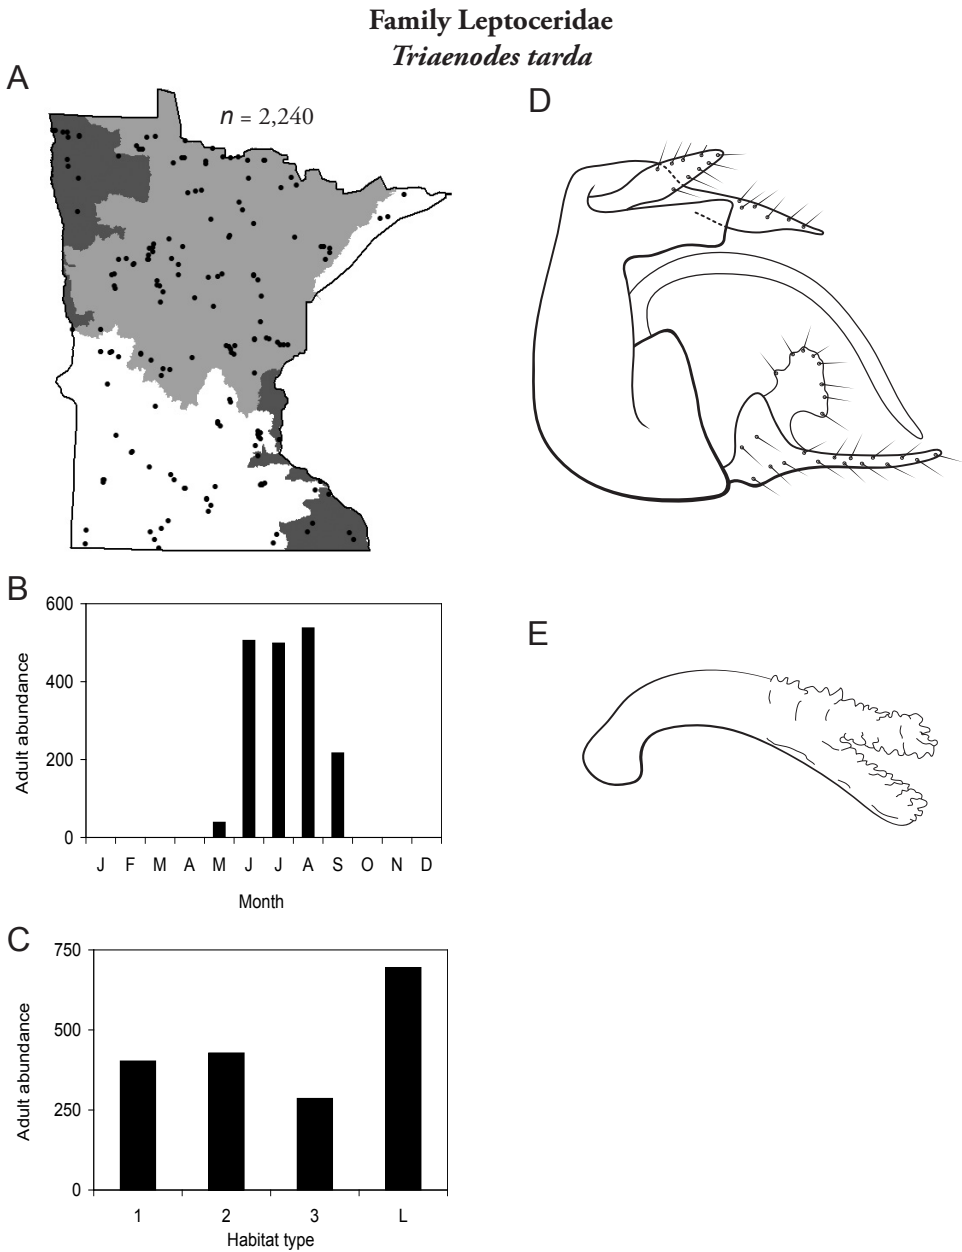 Family Leptoceridae
Triaenodes tarda
A
n = 2,240
B
600
400
200
0
Adult abundance
J F M A M J J A S O N D
Month
C
750
500
250
0
Adult abundance
1 2 3 L
Habitat type
D
E